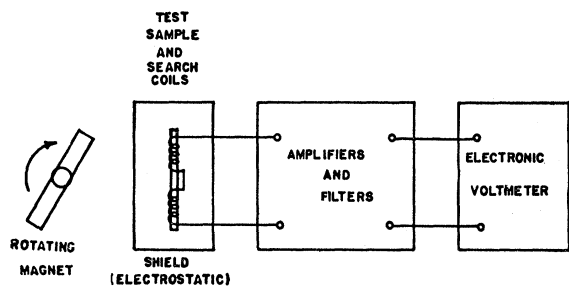 TEST
SAMPLE
AND
SEARCH
COILS
AMPLIFIERS
AND
FILTERS
ELECTRONIC
VOLTMETER
ROTATING
MAGNET
SHIELD
(ELECTROSTATIC)